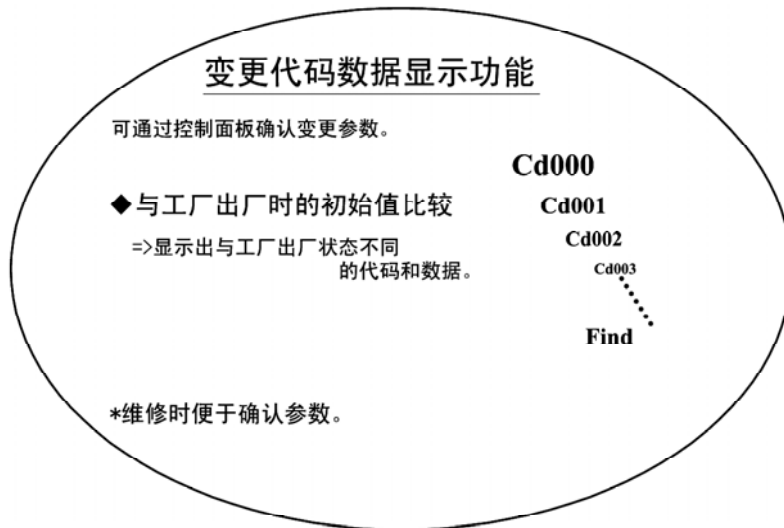 变更代码数据显示功能
可通过控制面板确认变更参数。
◆与工厂出厂时的初始值比较
=>显示出与工厂出厂状态不同
的代码和数据。
Cd000
Cd001
Cd002
Cd003
Find
*维修时便于确认参数。